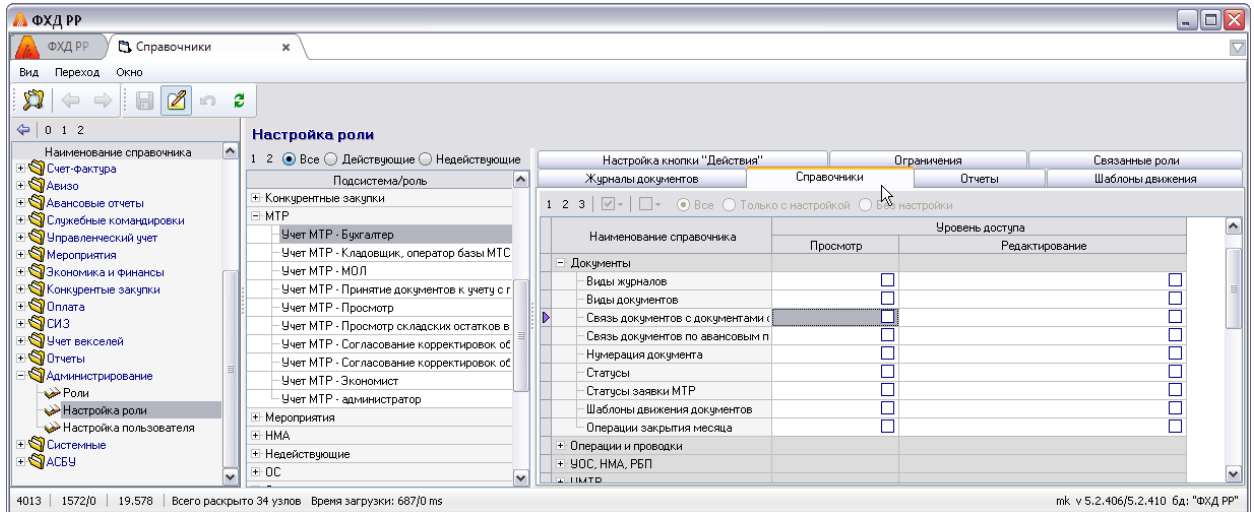 ФХД РР
ФХД РР Справочники
Вид Переход Окно
0 1 2
Наименование справочника
Счет-фактура
Авизо
Авансовые отчеты
Служебные командировки
Управленческий учет
Мероприятия
Экономика и финансы
Конкурентные закупки
Оплата
СИЗ
Учет векселей
Отчеты
Администрирование
Роли
Настройка роли
Настройка пользователя
Системные
АСБУ
Настройка роли
1 2 Все Действующие Недействующие
Подсистема/роль
Конкурентные закупки
МТР
Учет МТР - Бухгалтер
Учет МТР - Кладовщик, оператор базы МТС
Учет МТР - МОЛ
Учет МТР - Принятие документов к учету с г
Учет МТР - Просмотр
Учет МТР - Просмотр складских остатков в
Учет МТР - Согласование корректировок об
Учет МТР - Согласование корректировок об
Учет МТР - Экономист
Учет МТР - администратор
Мероприятия
НМА
Недействующие
ОС
Настройка кнопки "Действия" Ограничения Связанные роли
Журналы документов Справочники Отчеты Шаблоны движения
1 2 3 Все Только с настройкой Без настройки
Наименование справочника Уровень доступа
Просмотр Редактирование
Документы
Виды журналов
Виды документов
Связь документов с документами
Связь документов по авансовым п
Нумерация документа
Статусы
Статусы заявки МТР
Шаблоны движения документов
Операции закрытия месяца
Операции и проводки
УОС, НМА, РБП
УМТР
4013 1572/0 19.578 Всего раскрыто 34 узлов Время загрузки: 687/0 ms mk v 5.2.406/5.2.410 бд: "ФХД РР"